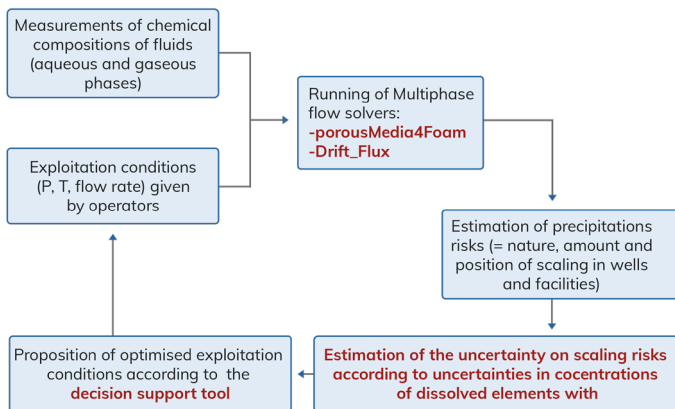 Measurements of chemical
compositions of fluids
(aqueous and gaseous
phases)
Exploitation conditions
(P, T, flow rate) given
by operators
Running of Multiphase
flow solvers:
-porousMedia4Foam
-Drift_Flux
Estimation of precipitations
risks (= nature, amount and
position of scaling in wells
and facilities)
Estimation of the uncertainty on scaling risks
according to uncertainties in cocentrations
of dissolved elements with
Proposition of optimised exploitation
conditions according to the
decision support tool